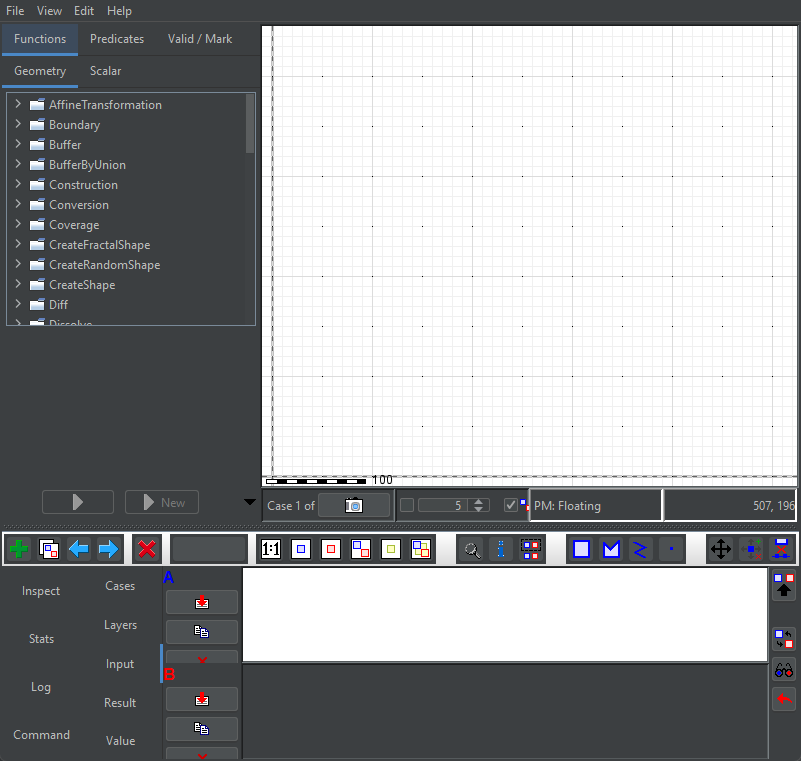 File View Edit Help
Functions Predicates Valid / Mark
Geometry Scalar
AffineTransformation
Boundary
Buffer
BufferByUnion
Construction
Conversion
Coverage
CreateFractalShape
CreateRandomShape
CreateShape
Diff
Dissolve
100
New
Case 1 of
5
PM: Floating
507, 196
1:1
Inspect
Stats
Log
Command
Cases
Layers
Input
Result
Value
A
B